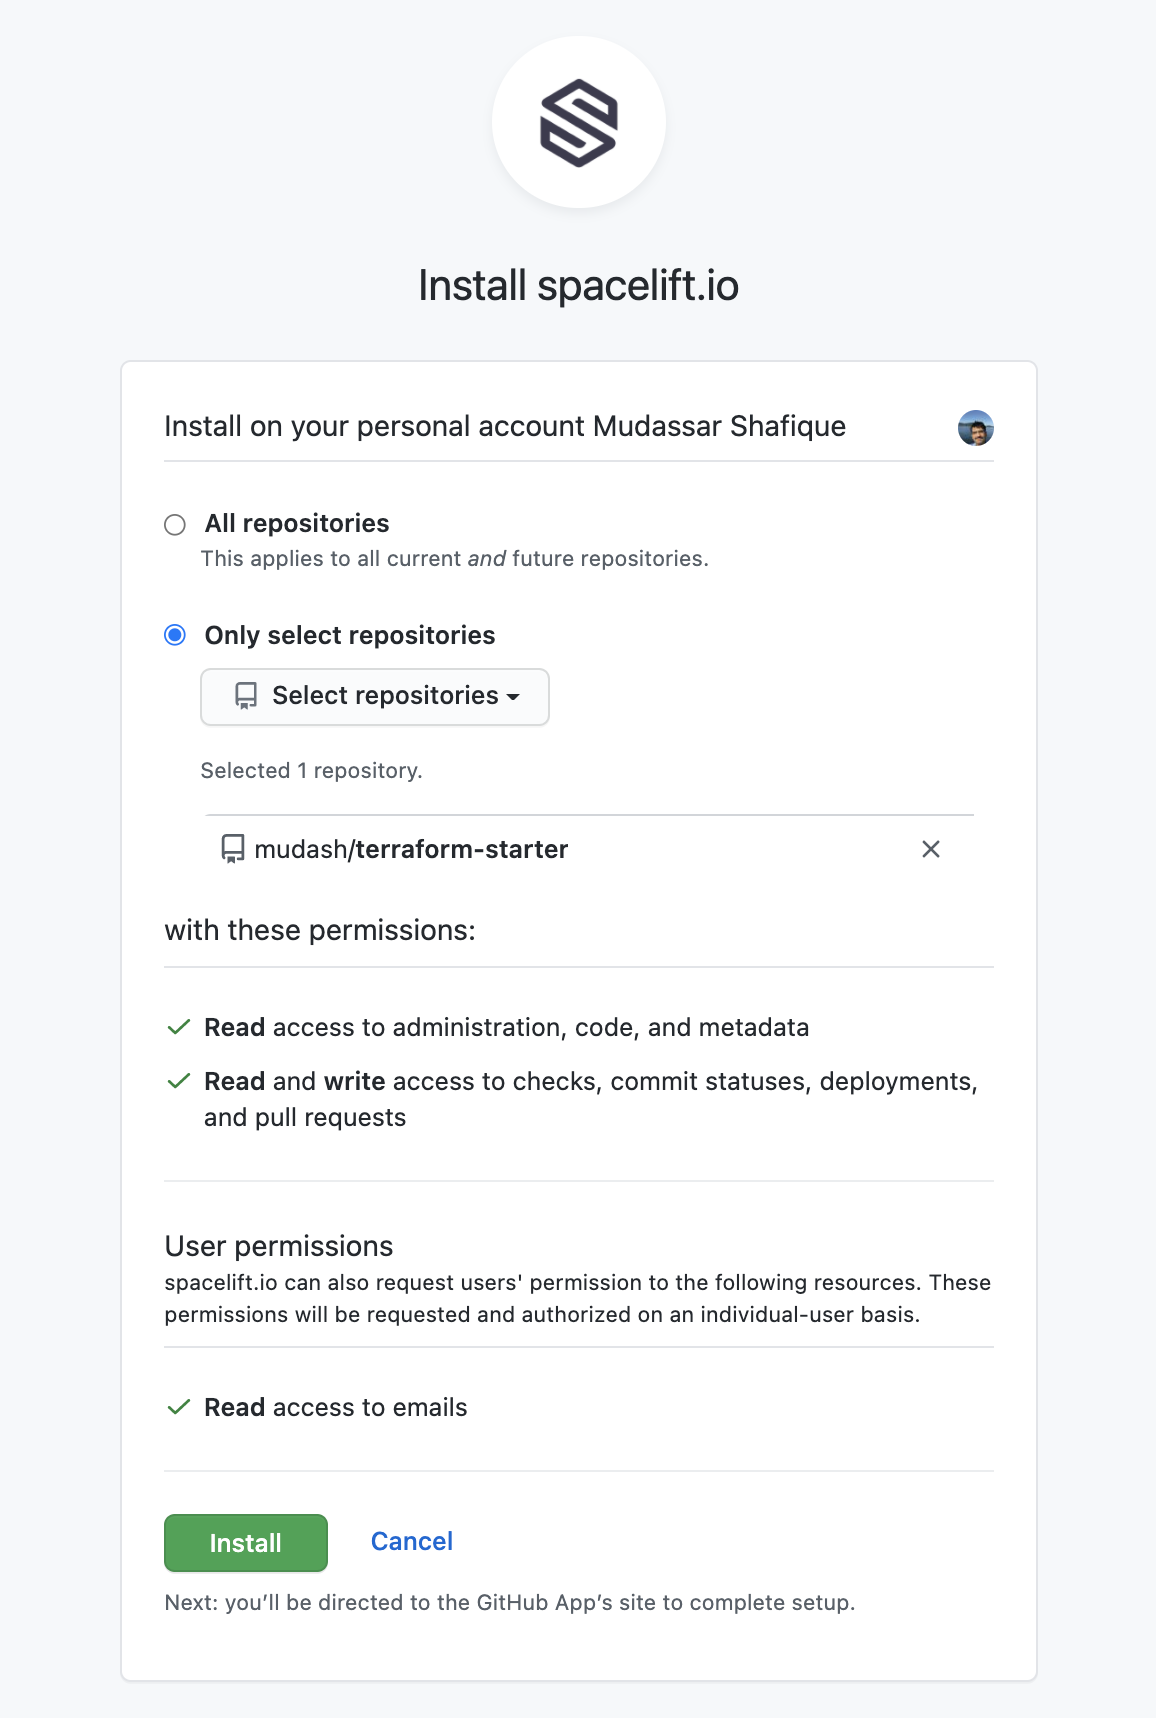 Install spacelift.io
Install on your personal account Mudassar Shafique
All repositories
This applies to all current and future repositories.
Only select repositories
Select repositories
Selected 1 repository.
mudash/terraform-starter
with these permissions:
Read access to administration, code, and metadata
Read and write access to checks, commit statuses, deployments,
and pull requests
User permissions
spacelift.io can also request users' permission to the following resources. These
permissions will be requested and authorized on an individual-user basis.
Read access to emails
Install Cancel
Next: you’ll be directed to the GitHub App’s site to complete setup.